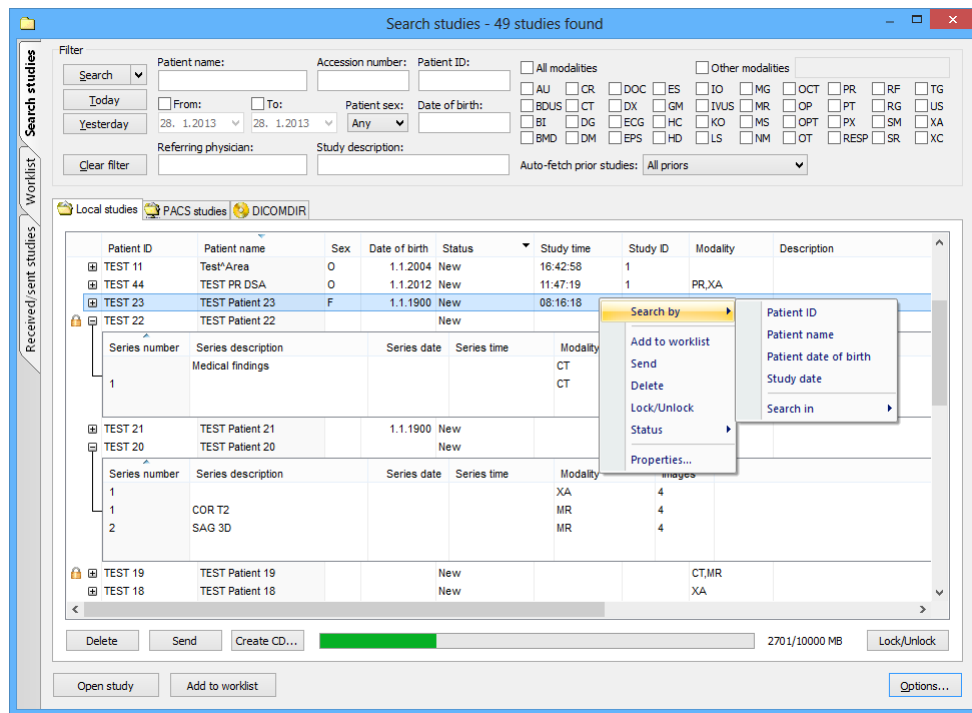 Search studies - 49 studies found
Search studies
Worklist
Received/sent studies
Filter
Search
Today
Yesterday
Clear filter
Patient name:
Accession number:
Patient ID:
From:
To:
Patient sex:
Date of birth:
28. 1.2013
28. 1.2013
Any
Referring physician:
Study description:
All modalities
Other modalities
AU CR DOC ES IO MG OCT PR RF TG
BDUS CT DX GM IVUS MR OP PT RG US
BI DG ECG HC KO MS OPT PX SM XA
BMD DM EPS HD LS NM OT RESP SR XC
Auto-fetch prior studies: All priors
Local studies PACS studies DICOMDIR
Patient ID Patient name Sex Date of birth Status Study time Study ID Modality Description
TEST 11 Test^Area O 1.1.2004 New 16:42:58 1
TEST 44 TEST PR DSA O 1.1.2012 New 11:47:19 1 PR,XA
TEST 23 TEST Patient 23 F 1.1.1900 New 08:16:18
TEST 22 TEST Patient 22 New
Series number Series description Series date Series time Modality
Medical findings CT
1 CT
TEST 21 TEST Patient 21 1.1.1900 New
TEST 20 TEST Patient 20 New
Series number Series description Series date Series time Modality Images
1 XA 4
1 COR T2 MR 4
2 SAG 3D MR 4
TEST 19 TEST Patient 19 New CT,MR
TEST 18 TEST Patient 18 New XA
Search by
Add to worklist
Send
Delete
Lock/Unlock
Status
Properties...
Patient ID
Patient name
Patient date of birth
Study date
Search in
Delete Send Create CD... 2701/10000 MB Lock/Unlock
Open study Add to worklist Options...